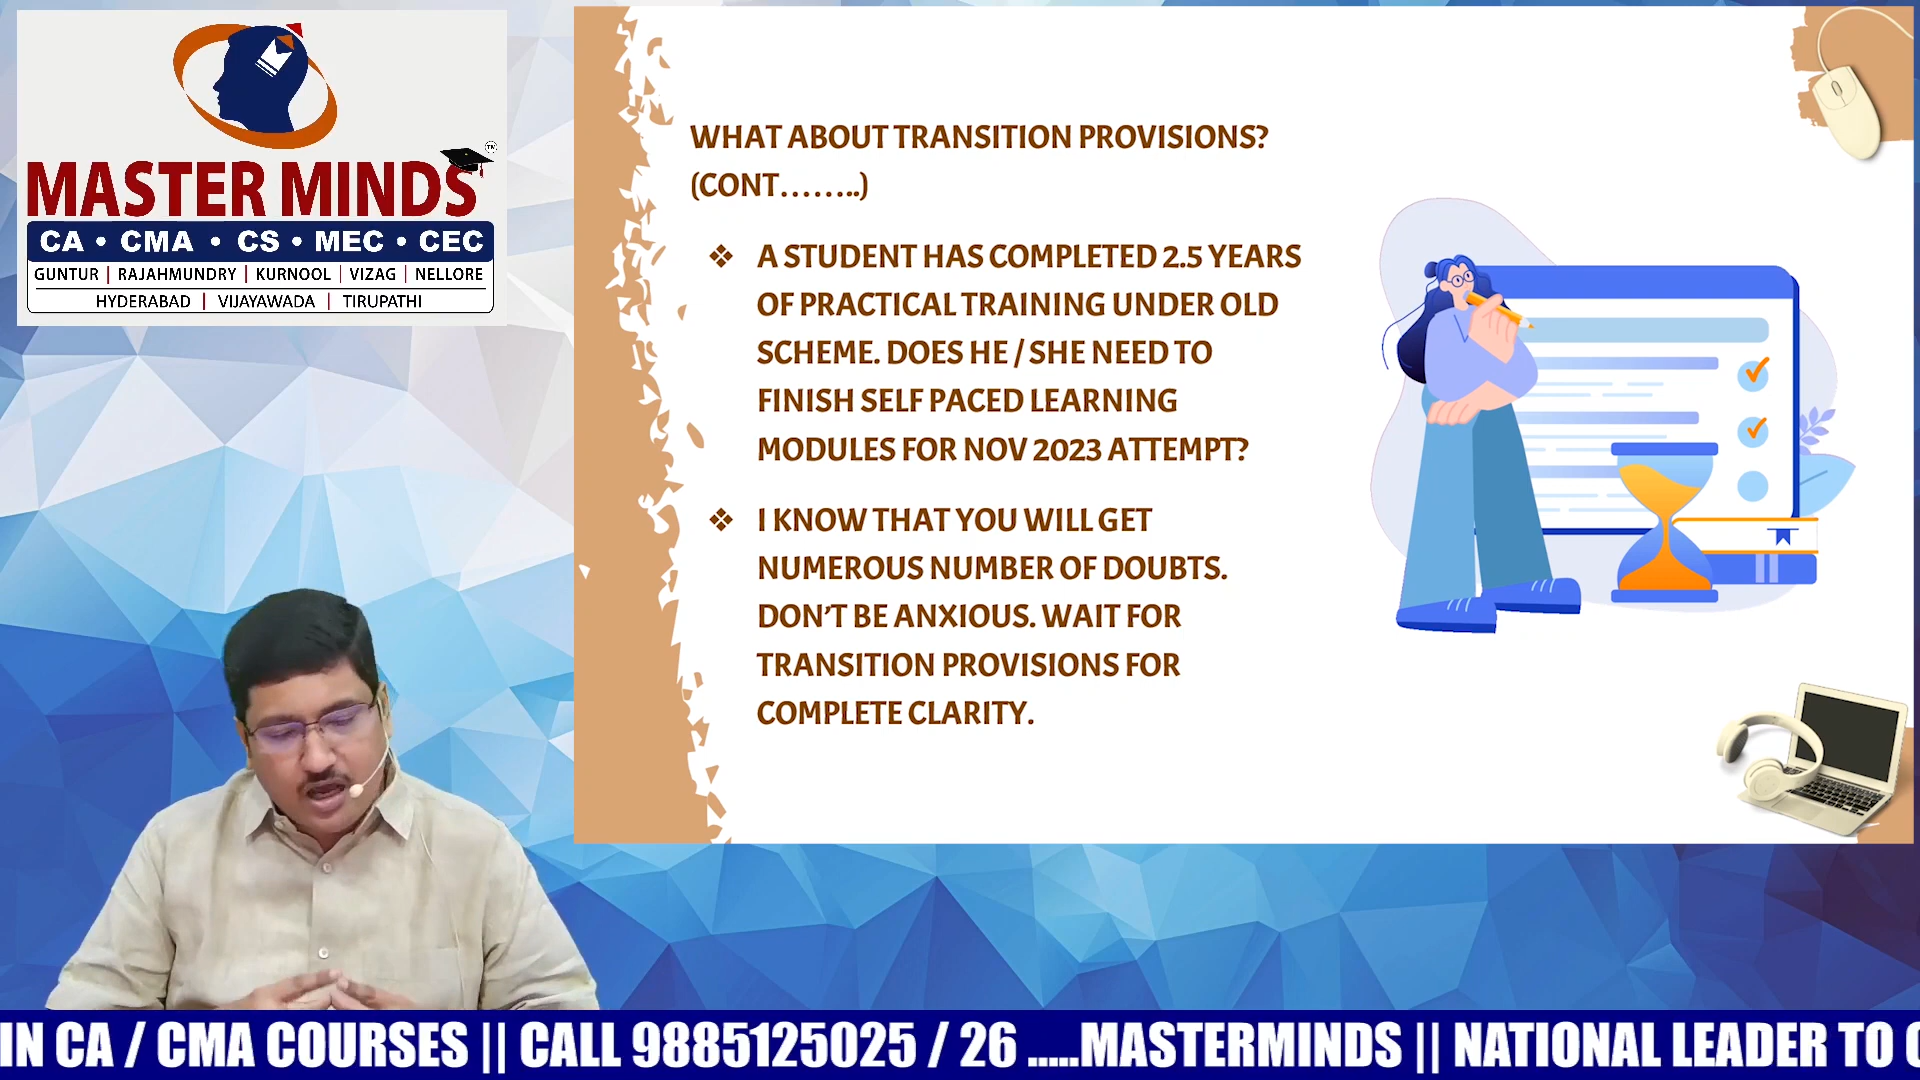 MASTER MINDS
TM
CA • CMA • CS • MEC • CEC
GUNTUR | RAJAHMUNDRY | KURNOOL | VIZAG | NELLORE
HYDERABAD | VIJAYAWADA | TIRUPATHI
WHAT ABOUT TRANSITION PROVISIONS?
(CONT……..)
❖ A STUDENT HAS COMPLETED 2.5 YEARS
OF PRACTICAL TRAINING UNDER OLD
SCHEME. DOES HE / SHE NEED TO
FINISH SELF PACED LEARNING
MODULES FOR NOV 2023 ATTEMPT?
❖ I KNOW THAT YOU WILL GET
NUMEROUS NUMBER OF DOUBTS.
DON’T BE ANXIOUS. WAIT FOR
TRANSITION PROVISIONS FOR
COMPLETE CLARITY.
IN CA / CMA COURSES || CALL 9885125025 / 26 .....MASTERMINDS || NATIONAL LEADER TO